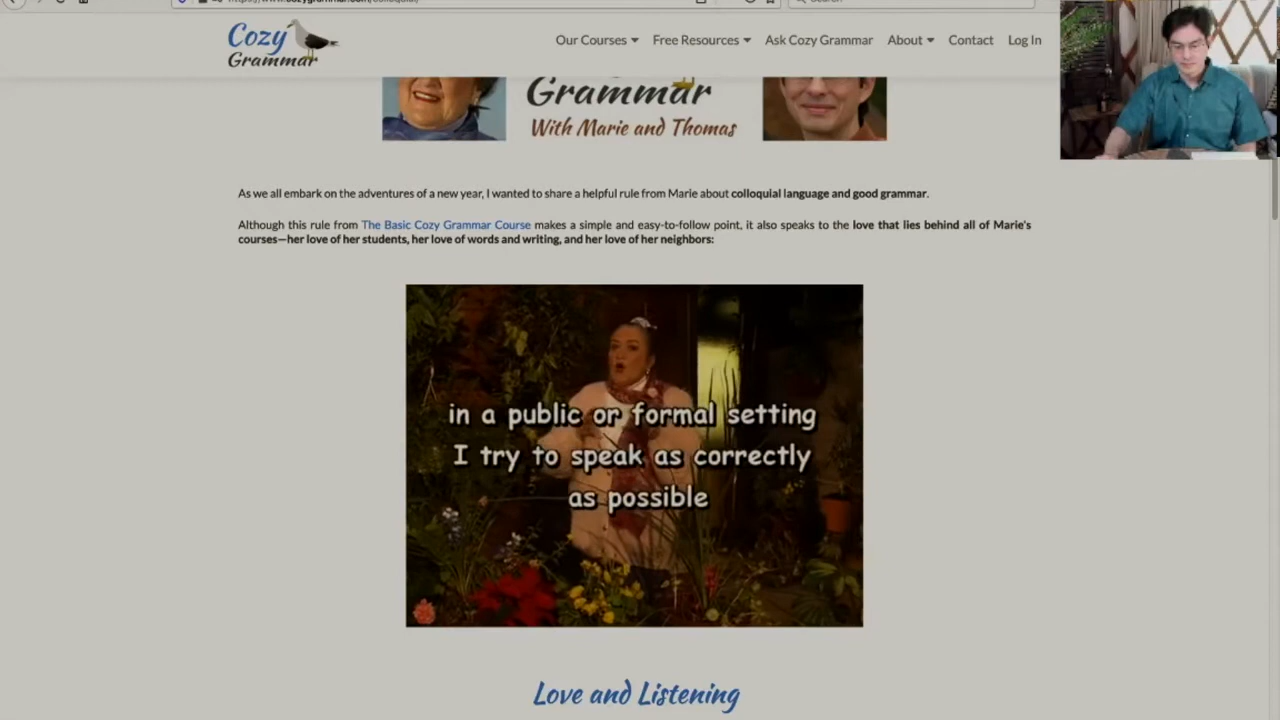 Cozy
Grammar
Our Courses
Free Resources
Ask Cozy Grammar
About
Contact
Log In
Grammar
With Marie and Thomas
As we all embark on the adventures of a new year, I wanted to share a helpful rule from Marie about colloquial language and good grammar.
Although this rule from The Basic Cozy Grammar Course makes a simple and easy-to-follow point, it also speaks to the love that lies behind all of Marie's
courses—her love of her students, her love of words and writing, and her love of her neighbors:
in a public or formal setting
I try to speak as correctly
as possible
Love and Listening